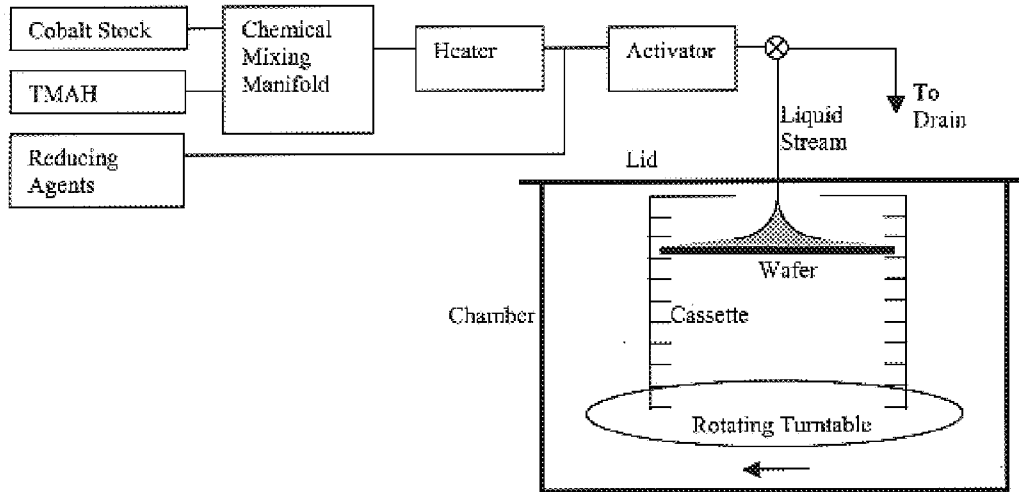 Cobalt Stock
TMAH
Reducing
Agents
Chemical
Mixing
Manifold
Heater
Activator
To
Drain
Liquid
Stream
Lid
Wafer
Chamber
Cassette
Rotating Turntable